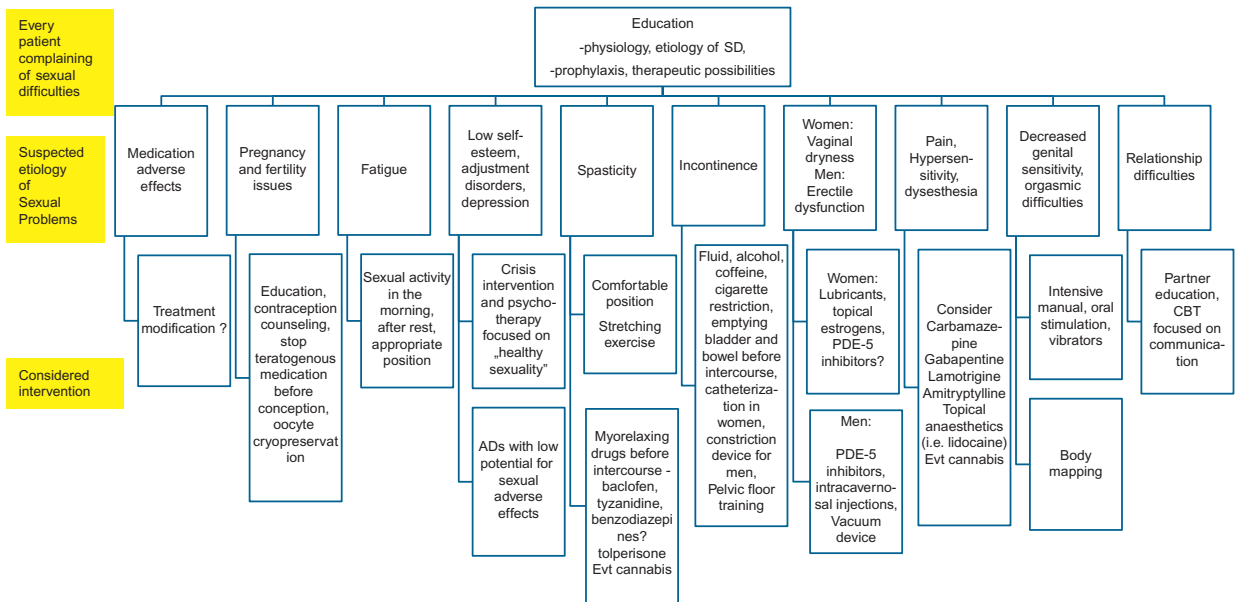 Every
patient
complaining
of sexual
difficulties
Education
-physiology, etiology of SD,
-prophylaxis, therapeutic possibilities
Suspected
etiology
of
Sexual
Problems
Medication
adverse
effects
Pregnancy
and fertility
issues
Fatigue
Low self-
esteem,
adjustment
disorders,
depression
Spasticity
Incontinence
Women:
Vaginal
dryness
Men:
Erectile
dysfunction
Pain,
Hypersen-
sitivity,
dysesthesia
Decreased
genital
sensitivity,
orgasmic
difficulties
Relationship
difficulties
Considered
intervention
Treatment
modification ?
Education,
contraception
counseling,
stop
teratogenous
medication
before
conception,
oocyte
cryopreservat
ion
Sexual activity
in the
morning,
after rest,
appropriate
position
Crisis
intervention
and psycho-
therapy
focused on
„healthy
sexuality”
ADs with low
potential for
sexual
adverse
effects
Comfortable
position
Stretching
exercise
Myorelaxing
drugs before
intercourse -
baclofen,
tyzanidine,
benzodiazepi
nes?
tolperisone
Evt cannabis
Fluid, alcohol,
coffeine,
cigarette
restriction,
emptying
bladder and
bowel before
intercourse,
catheteriza-
tion in
women,
constriction
device for
men,
Pelvic floor
training
Women:
Lubricants,
topical
estrogens,
PDE-5
inhibitors?
Men:
PDE-5
inhibitors,
intracaverno-
sal injections,
Vacuum
device
Consider
Carbamaze-
pine
Gabapentine
Lamotrigine
Amitryptylline
Topical
anaesthetics
(i.e. lidocaine)
Evt cannabis
Intensive
manual, oral
stimulation,
vibrators
Body
mapping
Partner
education,
CBT
focused on
communica-
tion